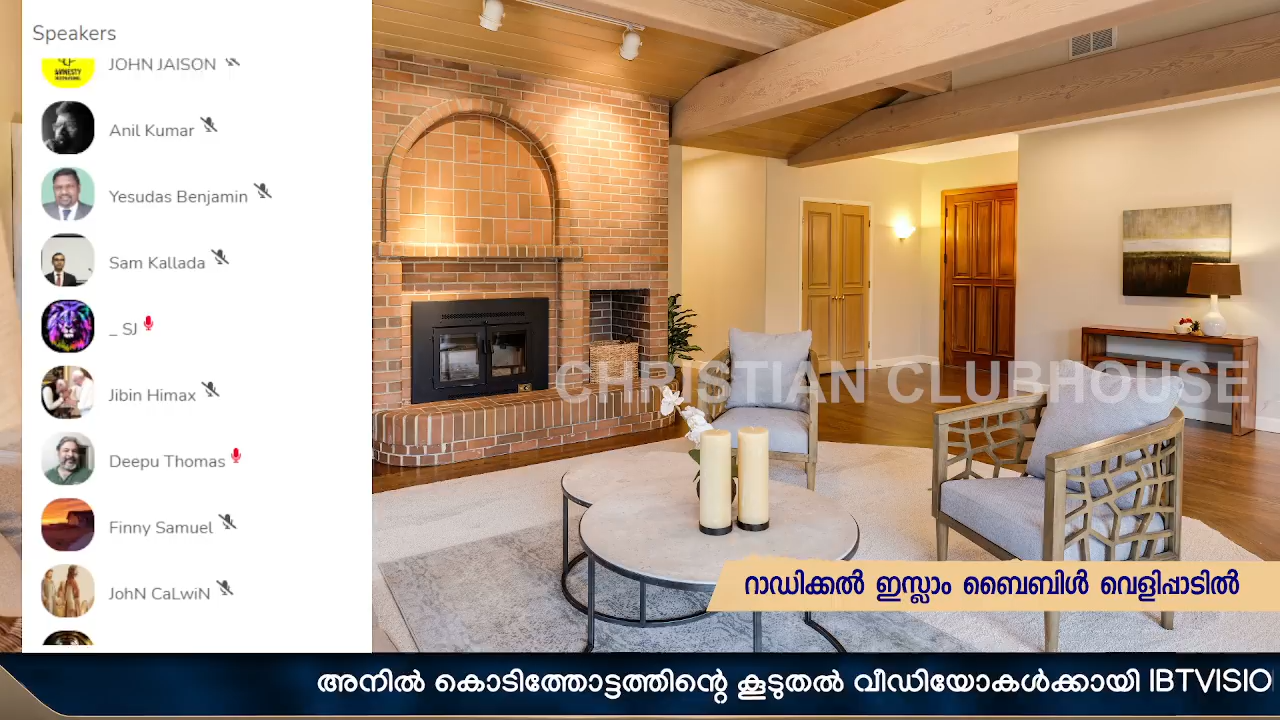 Speakers
JOHN JAISON
AMNESTY
Anil Kumar
Yesudas Benjamin
Sam Kallada
_ SJ
Jibin Himax
Deepu Thomas
Finny Samuel
JohN CaLwiN
CHRISTIAN CLUBHOUSE
റാഡിക്കൽ ഇസ്ലാം ബൈബിൾ വെളിപ്പാടിൽ
അനിൽ കൊടിത്തോട്ടത്തിന്റെ കൂടുതൽ വീഡിയോകൾക്കായി IBTVISIO